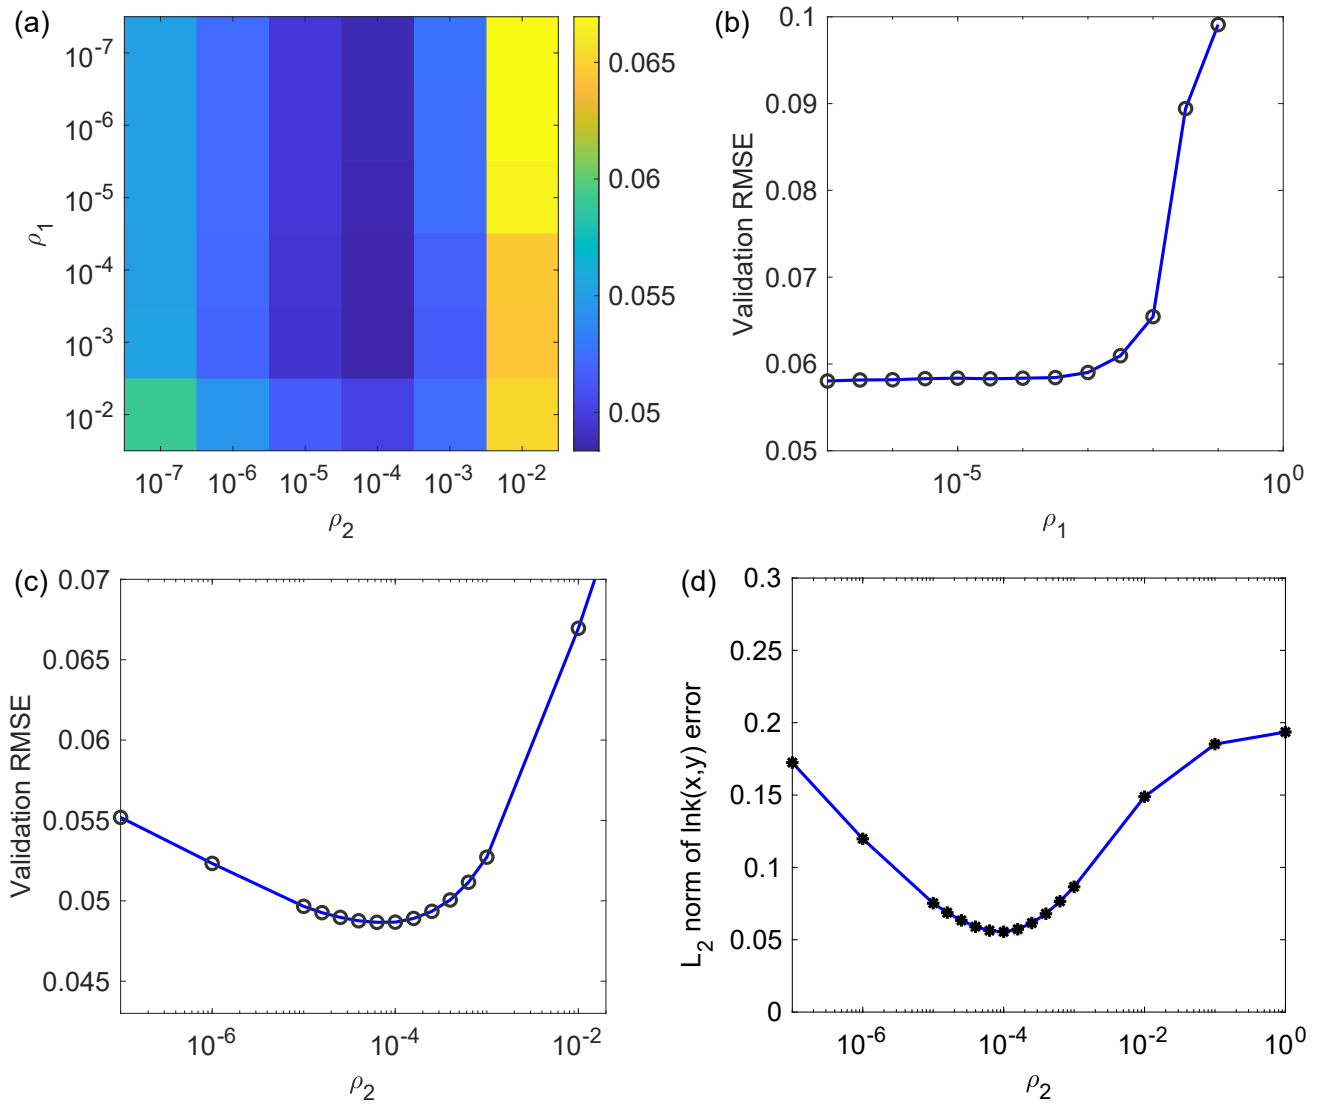 (a)
10^-7
10^-6
10^-5
10^-4
10^-3
10^-2
ρ_1
10^-7 10^-6 10^-5 10^-4 10^-3 10^-2
ρ_2
0.065
0.06
0.055
0.05
(b)
0.1
0.09
0.08
0.07
0.06
0.05
Validation RMSE
10^-5 10^0
ρ_1
(c)
0.07
0.065
0.06
0.055
0.05
0.045
Validation RMSE
10^-6 10^-4 10^-2
ρ_2
(d)
0.3
0.25
0.2
0.15
0.1
0.05
0
L_2 norm of lnk(x,y) error
10^-6 10^-4 10^-2 10^0
ρ_2